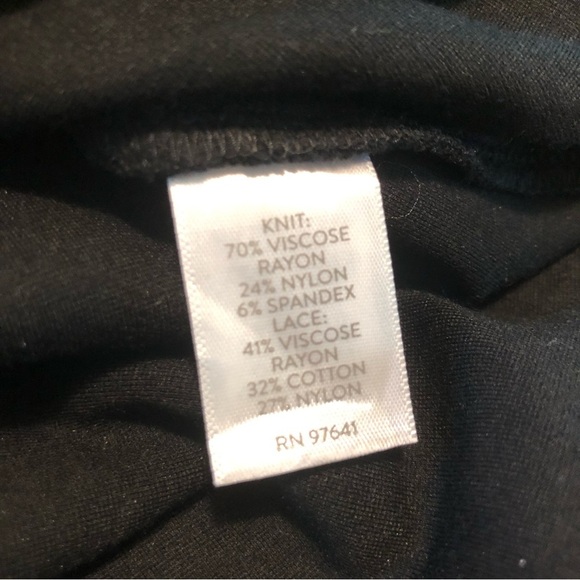 KNIT:
70% VISCOSE
RAYON
24% NYLON
6% SPANDEX
LACE:
41% VISCOSE
RAYON
32% COTTON
27% NYLON
RN 97641